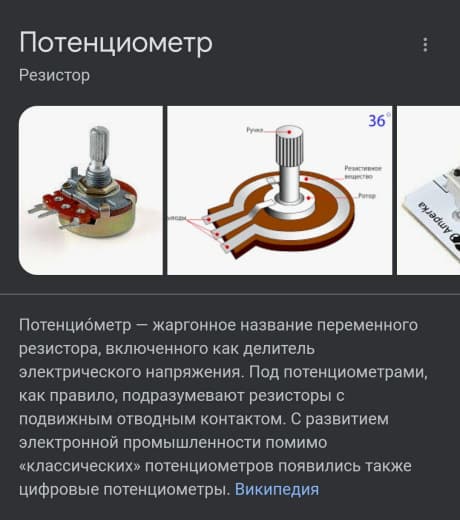 Потенциометр
Резистор
36°
Ручка
Резистивное
вещество
Ротор
Amperka
Потенцио́метр — жаргонное название переменного
резистора, включенного как делитель
электрического напряжения. Под потенциометрами,
как правило, подразумевают резисторы с
подвижным отводным контактом. С развитием
электронной промышленности помимо
«классических» потенциометров появились также
цифровые потенциометры. Википедия